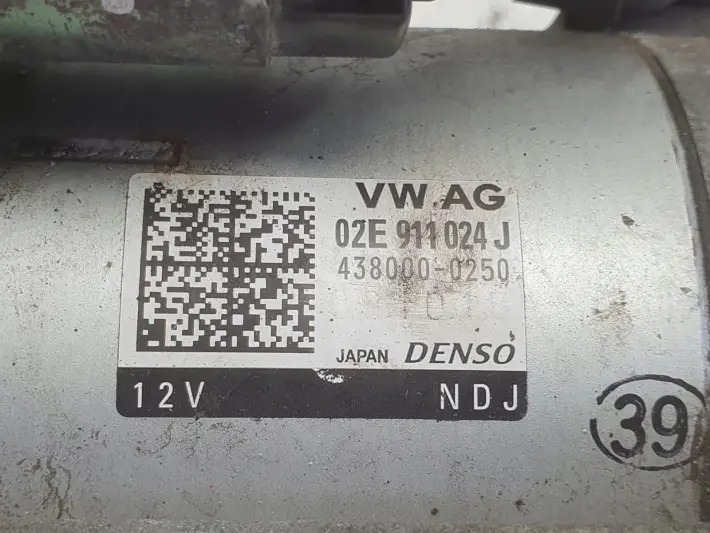 VW.AG
02E 911 024 J
438000-0250
JAPAN DENSO
12V NDJ
39